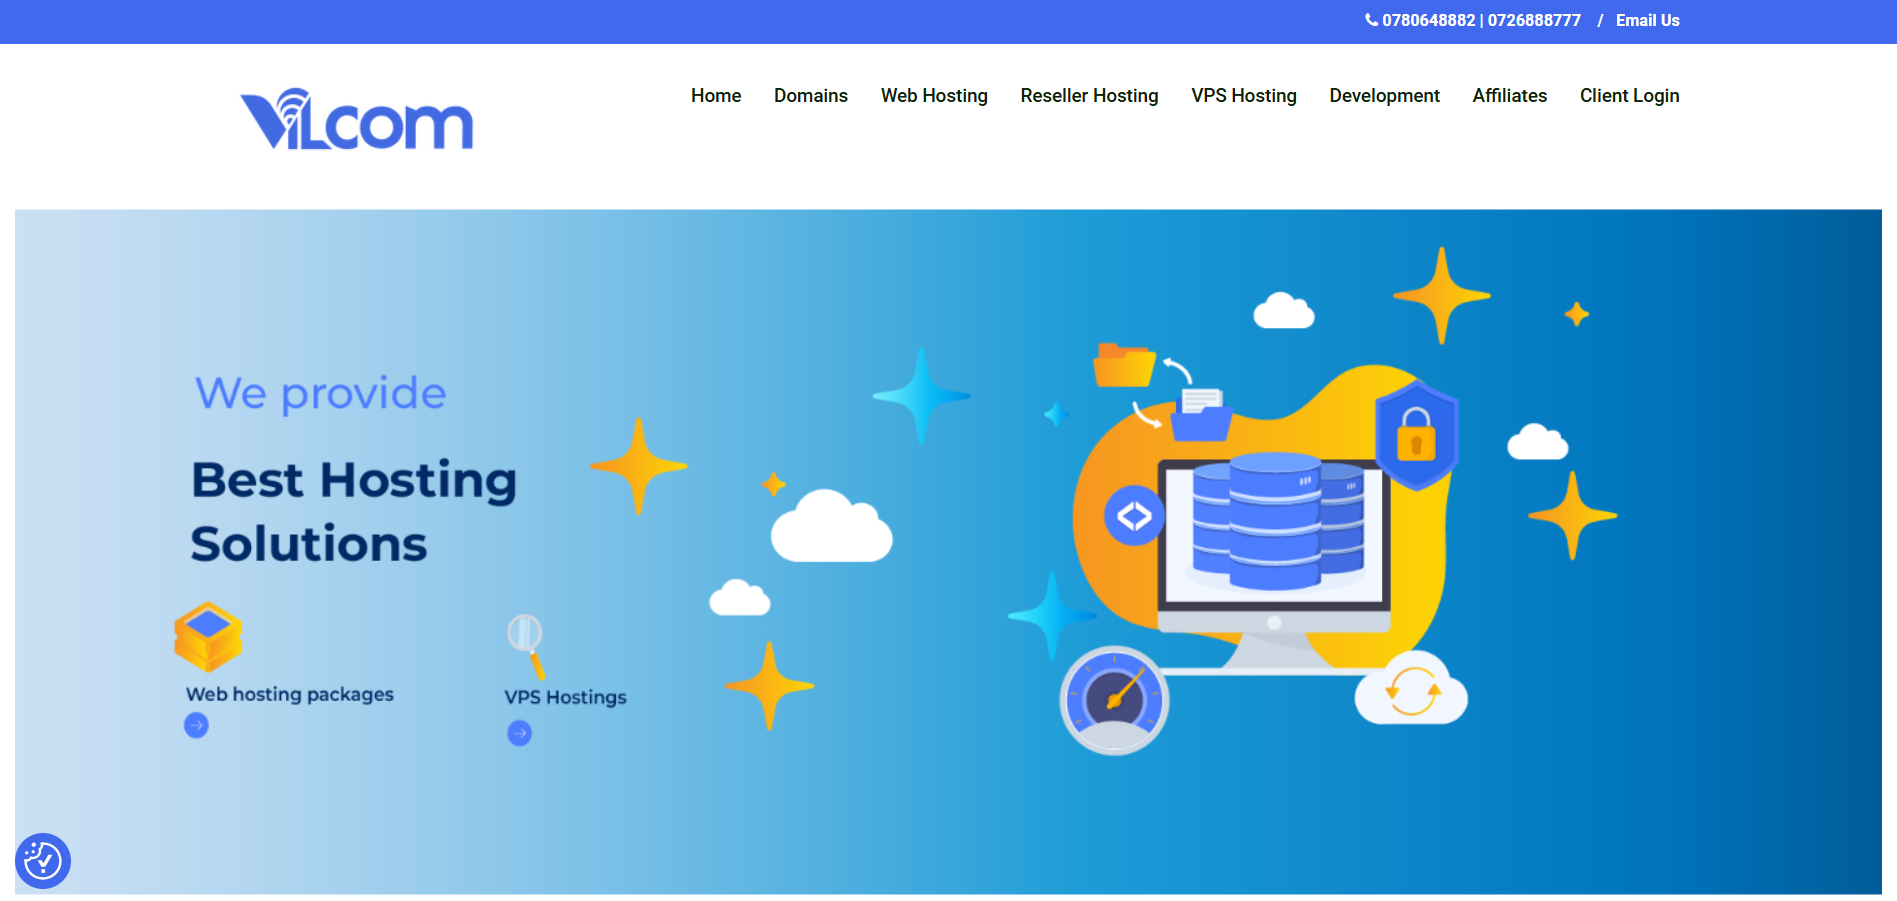 0780648882 | 0726888777 / Email Us
VILcom
Home Domains Web Hosting Reseller Hosting VPS Hosting Development Affiliates Client Login
We provide
Best Hosting
Solutions
Web hosting packages VPS Hostings